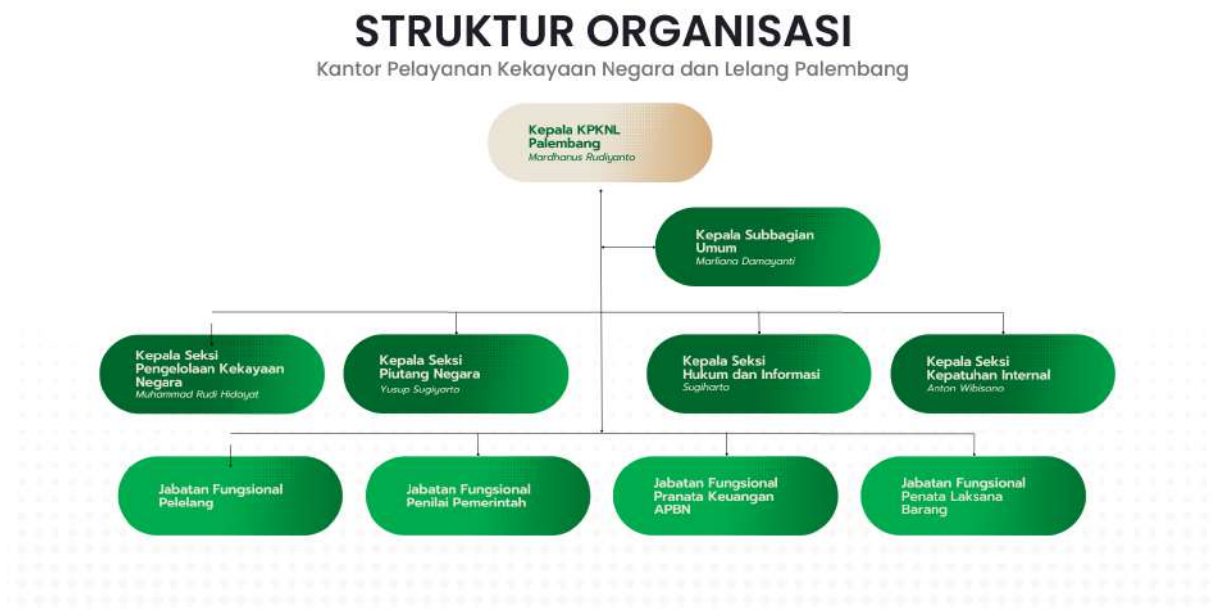 STRUKTUR ORGANISASI
Kantor Pelayanan Kekayaan Negara dan Lelang Palembang
Kepala KPKNL
Palembang
Mardhanus Rudiyanto
Kepala Subbagian
Umum
Marliana Damayanti
Kepala Seksi
Pengelolaan Kekayaan
Negara
Muhammad Rudi Hidayat
Kepala Seksi
Piutang Negara
Yusup Sugiyarto
Kepala Seksi
Hukum dan Informasi
Sugiharto
Kepala Seksi
Kepatuhan Internal
Anton Wibisono
Jabatan Fungsional
Pelelang
Jabatan Fungsional
Penilai Pemerintah
Jabatan Fungsional
Pranata Keuangan
APBN
Jabatan Fungsional
Penata Laksana
Barang